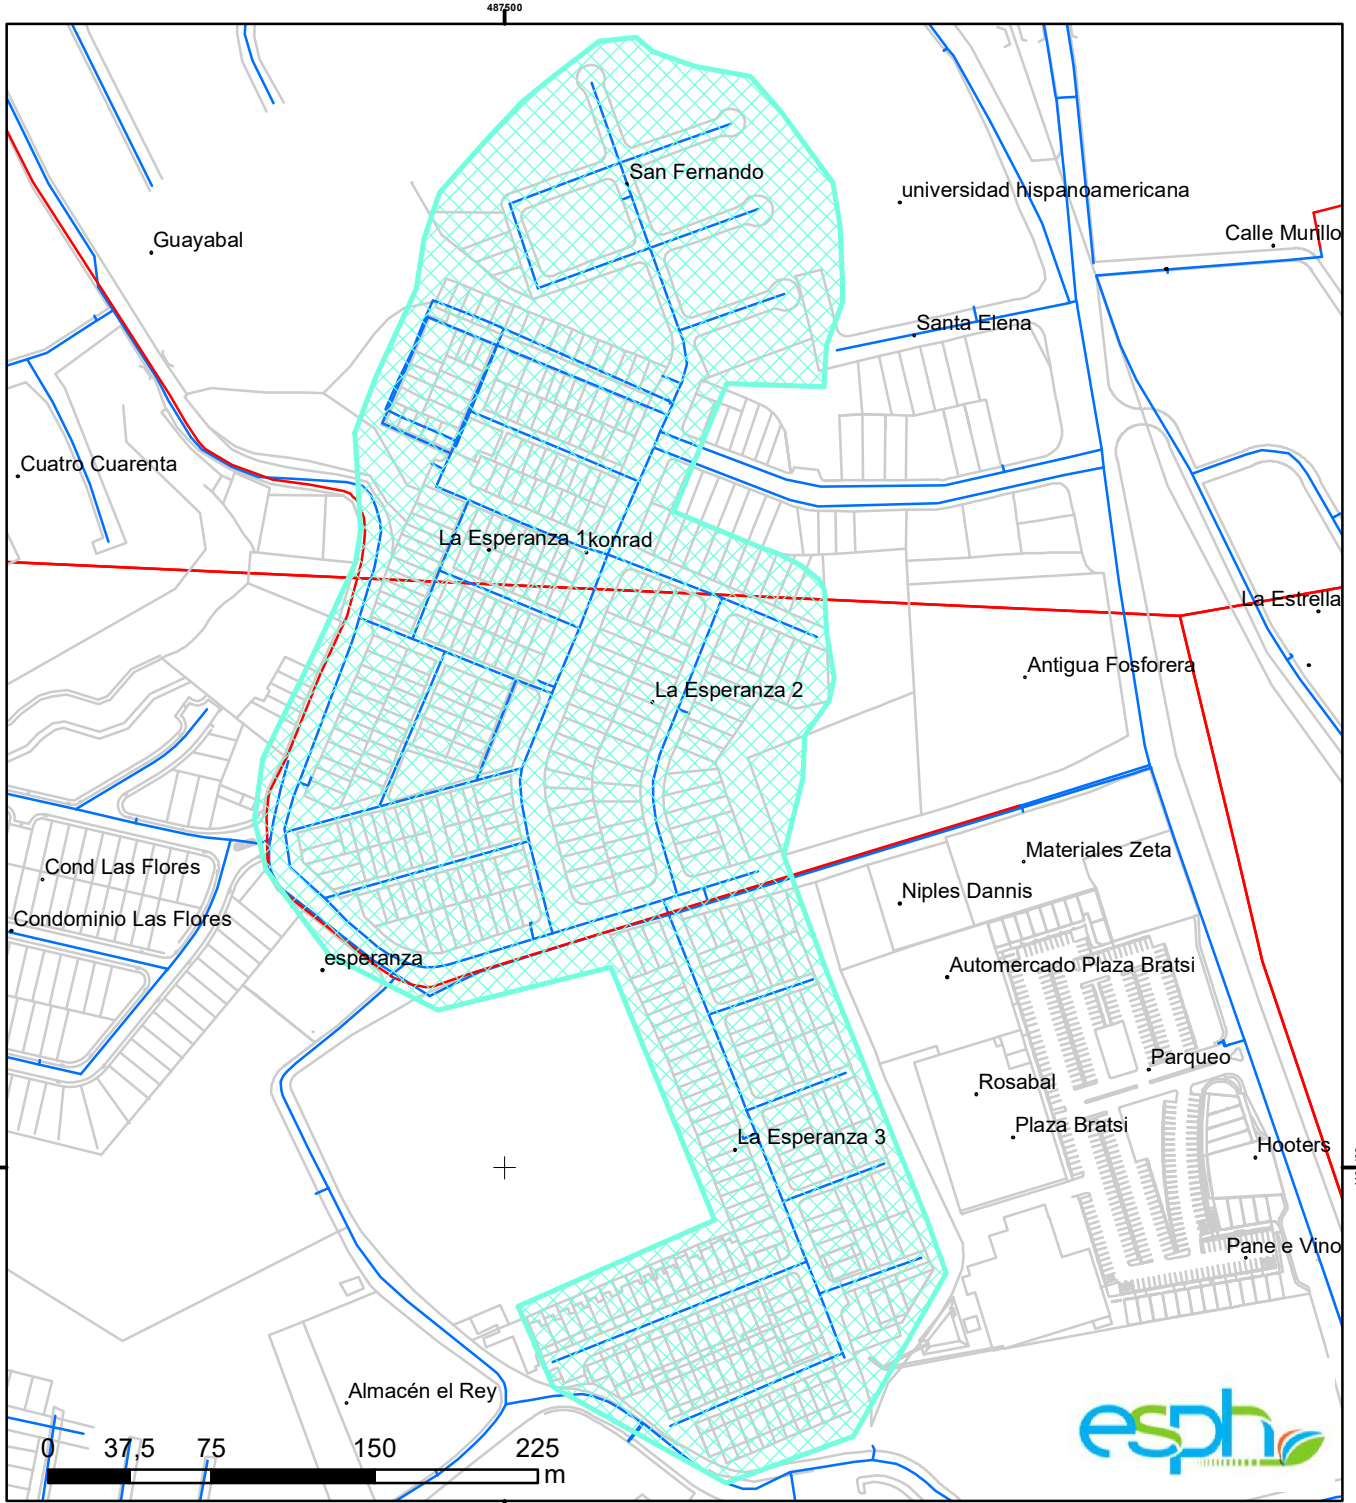 487500
San Fernando
universidad hispanoamericana
Guayabal
Calle Murillo
Santa Elena
Cuatro Cuarenta
La Esperanza 1
konrad
La Estrella
Antigua Fosforera
La Esperanza 2
Materiales Zeta
Cond Las Flores
Niples Dannis
Condominio Las Flores
esperanza
Automercado Plaza Bratsi
Parqueo
Rosabal
Plaza Bratsi
La Esperanza 3
Hooters
Pane e Vino
Almacén el Rey
esph
0 37,5 75 150 225
m